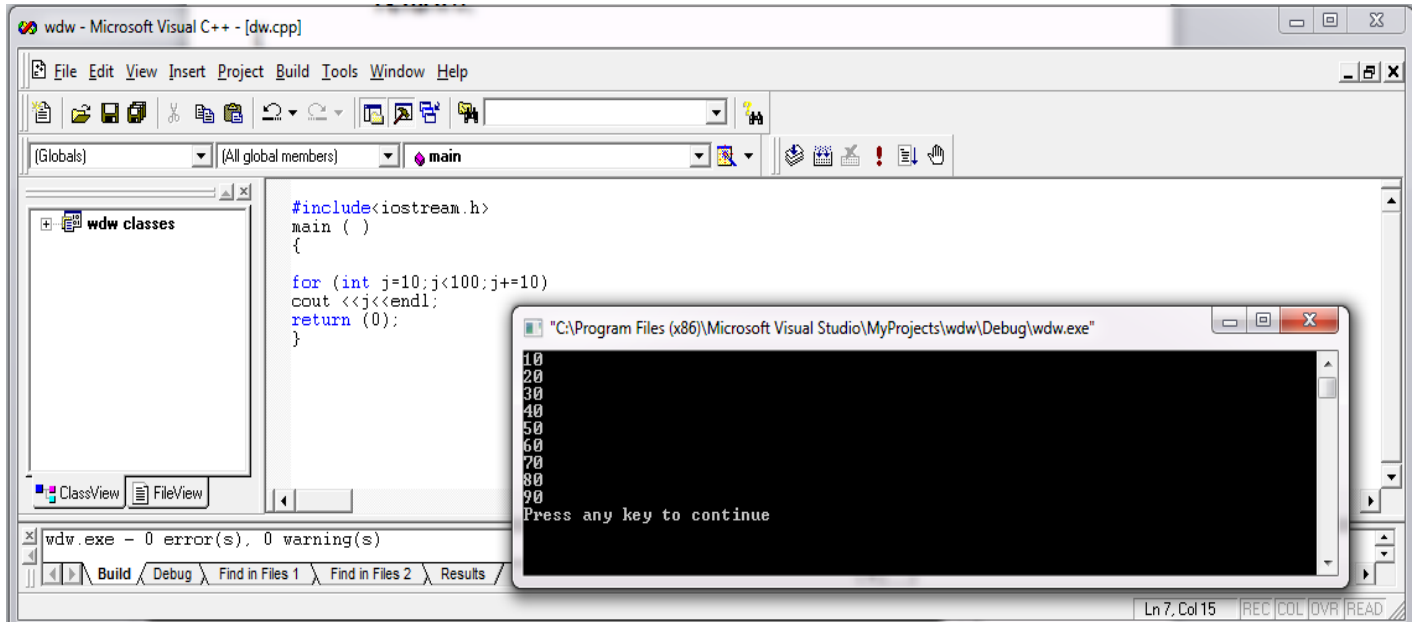 wdw - Microsoft Visual C++ - [dw.cpp]
File Edit View Insert Project Build Tools Window Help
(Globals) (All global members) main
wdw classes
#include<iostream.h>
main ( )
{
for (int j=10;j<100;j+=10)
cout <<j<<endl;
return (0);
}
"C:\Program Files (x86)\Microsoft Visual Studio\MyProjects\wdw\Debug\wdw.exe"
10
20
30
40
50
60
70
80
90
Press any key to continue
ClassView FileView
wdw.exe - 0 error(s), 0 warning(s)
Build Debug Find in Files 1 Find in Files 2 Results
Ln 7, Col 15 REC COL OVR READ